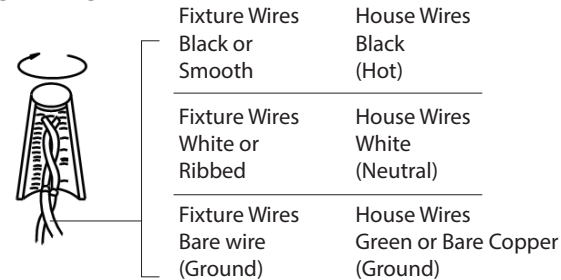 Fixture Wires House Wires
Black or Black
Smooth (Hot)
Fixture Wires House Wires
White or White
Ribbed (Neutral)
Fixture Wires House Wires
Bare wire Green or Bare Copper
(Ground) (Ground)